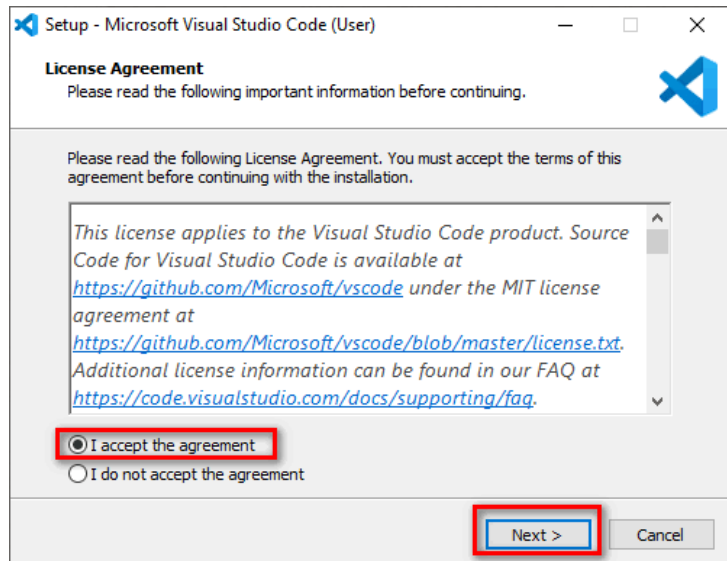 Setup - Microsoft Visual Studio Code (User)
License Agreement
Please read the following important information before continuing.
Please read the following License Agreement. You must accept the terms of this
agreement before continuing with the installation.
This license applies to the Visual Studio Code product. Source
Code for Visual Studio Code is available at
https://github.com/Microsoft/vscode under the MIT license
agreement at
https://github.com/Microsoft/vscode/blob/master/license.txt.
Additional license information can be found in our FAQ at
https://code.visualstudio.com/docs/supporting/faq.
I accept the agreement
I do not accept the agreement
Next > Cancel